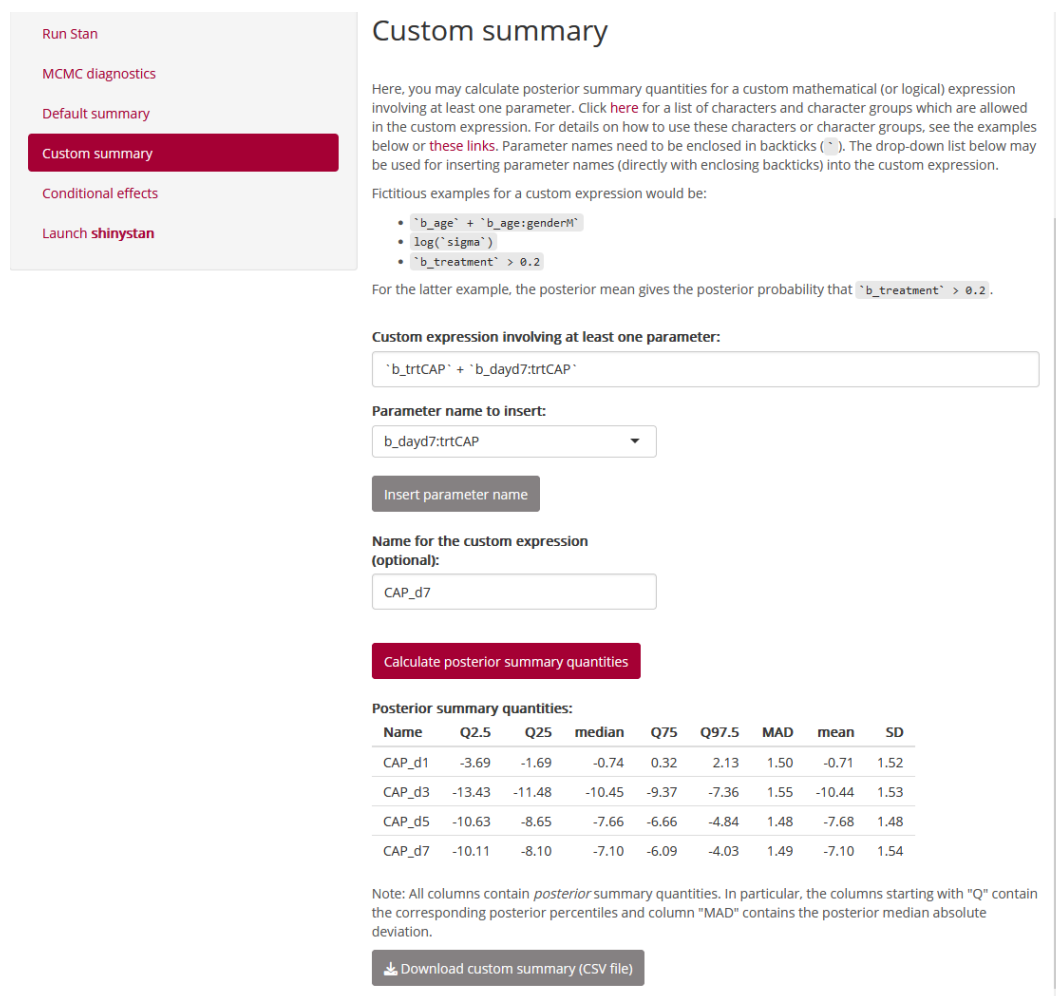 Run Stan
MCMC diagnostics
Default summary
Custom summary
Conditional effects
Launch shinystan
Custom summary
Here, you may calculate posterior summary quantities for a custom mathematical (or logical) expression
involving at least one parameter. Click here for a list of characters and character groups which are allowed
in the custom expression. For details on how to use these characters or character groups, see the examples
below or these links. Parameter names need to be enclosed in backticks (`). The drop-down list below may
be used for inserting parameter names (directly with enclosing backticks) into the custom expression.
Fictitious examples for a custom expression would be:
• `b_age` + `b_age:genderM`
• log(`sigma`)
• `b_treatment` > 0.2
For the latter example, the posterior mean gives the posterior probability that `b_treatment` > 0.2.
Custom expression involving at least one parameter:
`b_trtCAP` + `b_dayd7:trtCAP`
Parameter name to insert:
b_dayd7:trtCAP
Insert parameter name
Name for the custom expression
(optional):
CAP_d7
Calculate posterior summary quantities
Posterior summary quantities:
Name Q2.5 Q25 median Q75 Q97.5 MAD mean SD
CAP_d1 -3.69 -1.69 -0.74 0.32 2.13 1.50 -0.71 1.52
CAP_d3 -13.43 -11.48 -10.45 -9.37 -7.36 1.55 -10.44 1.53
CAP_d5 -10.63 -8.65 -7.66 -6.66 -4.84 1.48 -7.68 1.48
CAP_d7 -10.11 -8.10 -7.10 -6.09 -4.03 1.49 -7.10 1.54
Note: All columns contain posterior summary quantities. In particular, the columns starting with "Q" contain
the corresponding posterior percentiles and column "MAD" contains the posterior median absolute
deviation.
Download custom summary (CSV file)